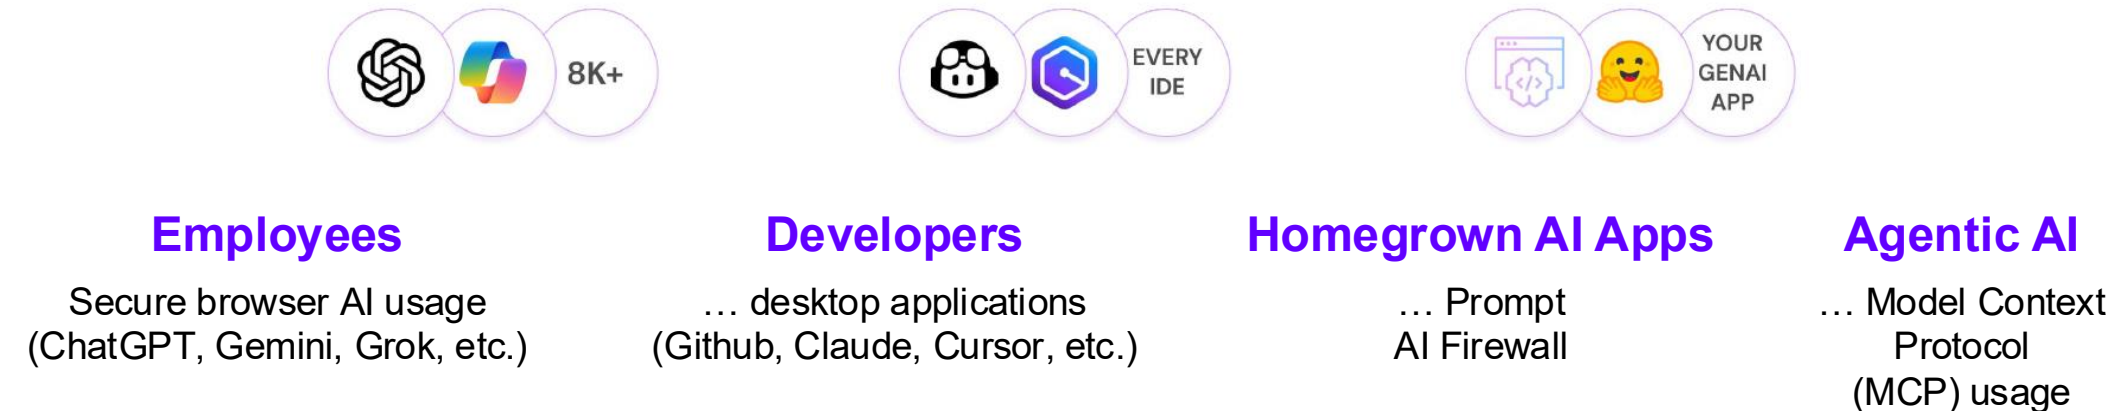 8K+
EVERY
IDE
YOUR
GENAI
APP
Employees
Secure browser AI usage
(ChatGPT, Gemini, Grok, etc.)
Developers
… desktop applications
(Github, Claude, Cursor, etc.)
Homegrown AI Apps
… Prompt
AI Firewall
Agentic AI
… Model Context
Protocol
(MCP) usage